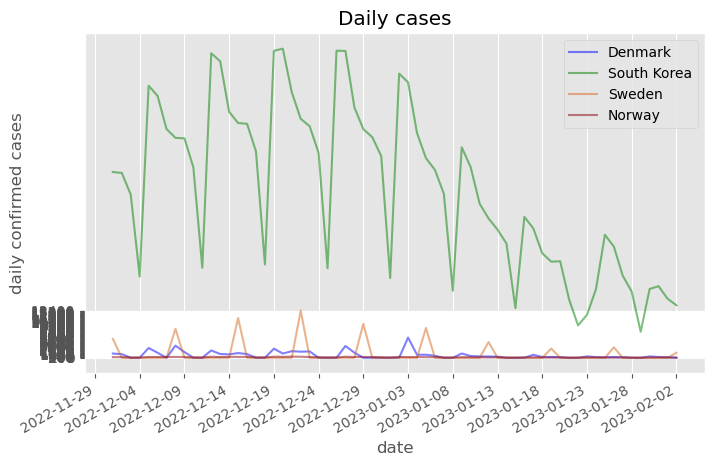 Daily cases
Denmark
South Korea
Sweden
Norway
daily confirmed cases
2022-11-29
2022-12-04
2022-12-09
2022-12-14
2022-12-19
2022-12-24
2022-12-29
2023-01-03
2023-01-08
2023-01-13
2023-01-18
2023-01-23
2023-01-28
2023-02-02
date